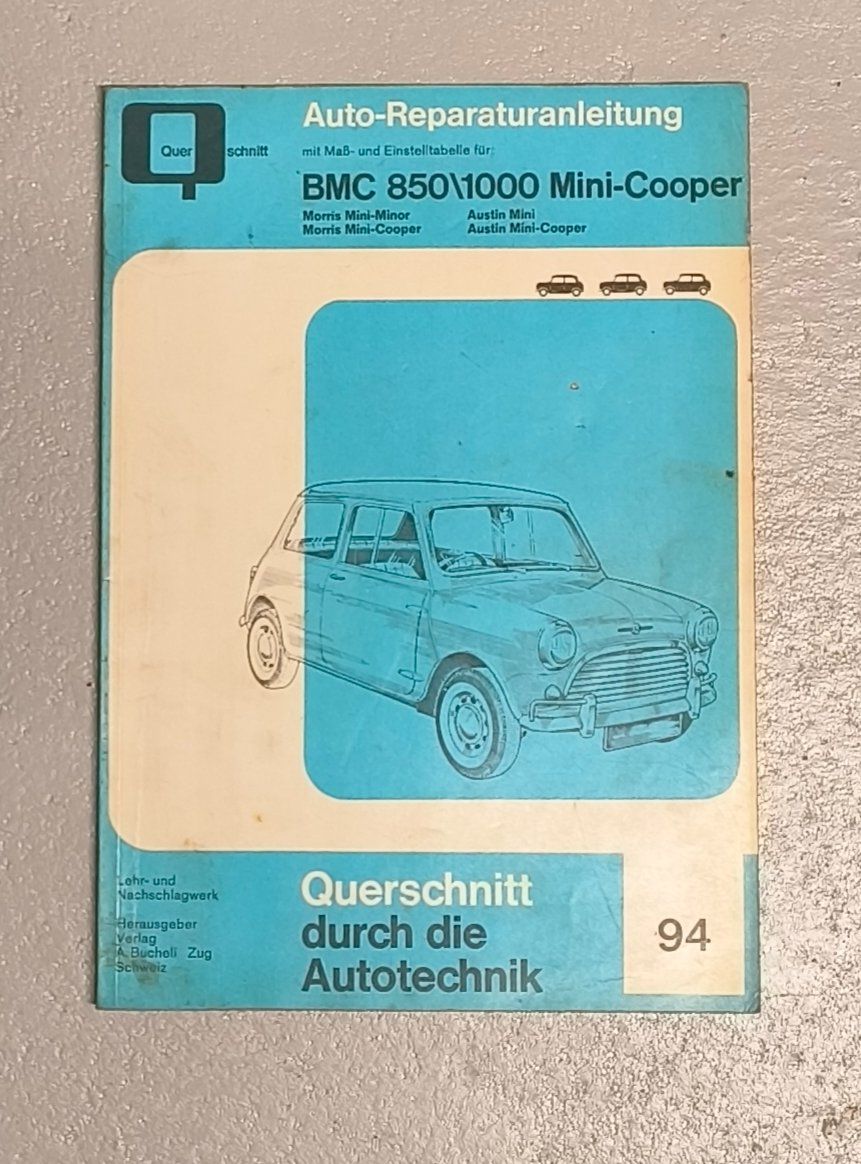 Quer schnitt
Auto-Reparaturanleitung
mit Maß- und Einstelltabelle für:
BMC 850\1000 Mini-Cooper
Morris Mini-Minor Austin Mini
Morris Mini-Cooper Austin Mini-Cooper
Lehr- und
Nachschlagwerk
Herausgeber
Verlag
A. Bucheli Zug
Schweiz
Querschnitt
durch die
Autotechnik
94